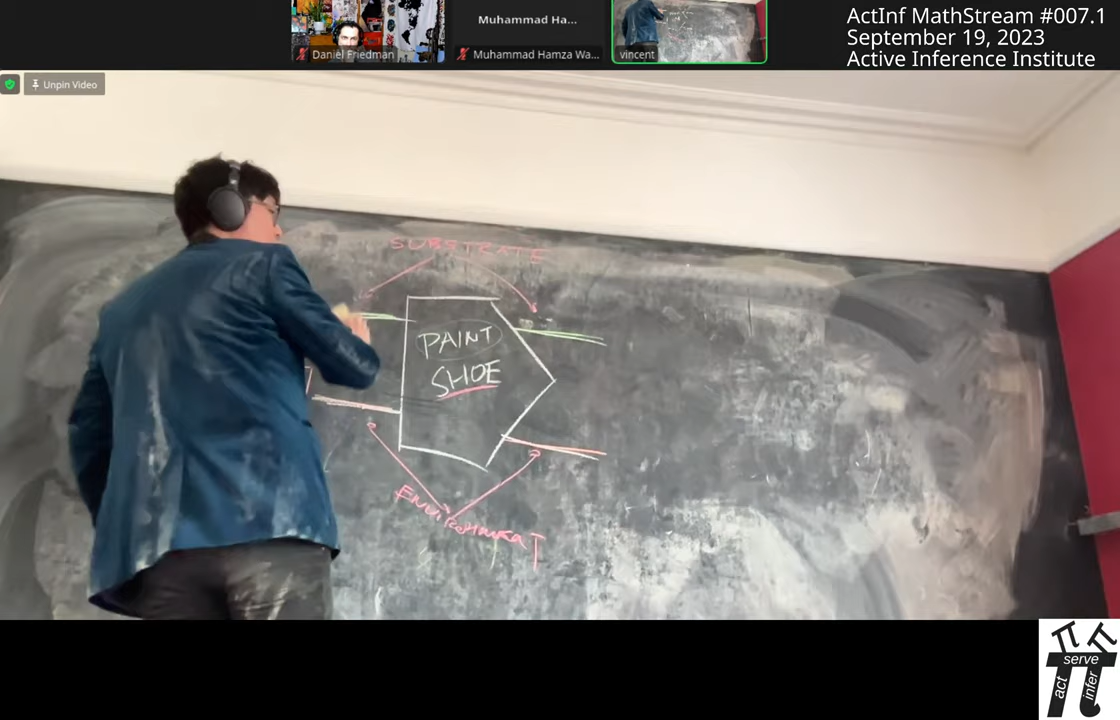 Muhammad Ha...
Daniel Friedman
Muhammad Hamza Wa...
vincent
ActInf MathStream #007.1
September 19, 2023
Active Inference Institute
Unpin Video
SUBSTRATE
PAINT
SHOE
π π
serve
π
act
infer